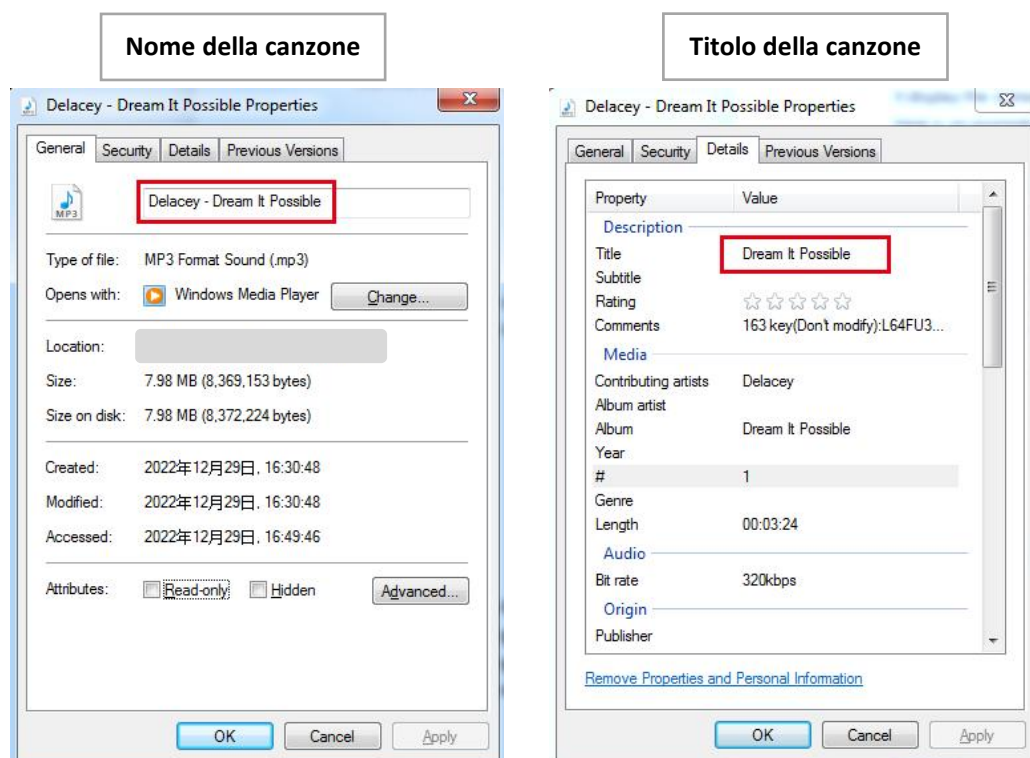 Nome della canzone
Titolo della canzone
Delacey - Dream It Possible Properties
General Security Details Previous Versions
MP3
Delacey - Dream It Possible
Type of file: MP3 Format Sound (.mp3)
Opens with: Windows Media Player Change...
Location:
Size: 7.98 MB (8,369,153 bytes)
Size on disk: 7.98 MB (8,372,224 bytes)
Created: 2022年12月29日, 16:30:48
Modified: 2022年12月29日, 16:30:48
Accessed: 2022年12月29日, 16:49:46
Attributes: Read-only Hidden Advanced...
OK Cancel Apply
Delacey - Dream It Possible Properties
General Security Details Previous Versions
Property Value
Description
Title Dream It Possible
Subtitle
Rating
Comments 163 key(Don't modify):L64FU3...
Media
Contributing artists Delacey
Album artist
Album Dream It Possible
Year
# 1
Genre
Length 00:03:24
Audio
Bit rate 320kbps
Origin
Publisher
Remove Properties and Personal Information
OK Cancel Apply